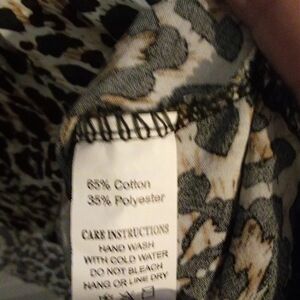 65% Cotton
35% Polyester
CARE INSTRUCTIONS
HAND WASH
WITH COLD WATER
DO NOT BLEACH
HANG OR LINE DRY